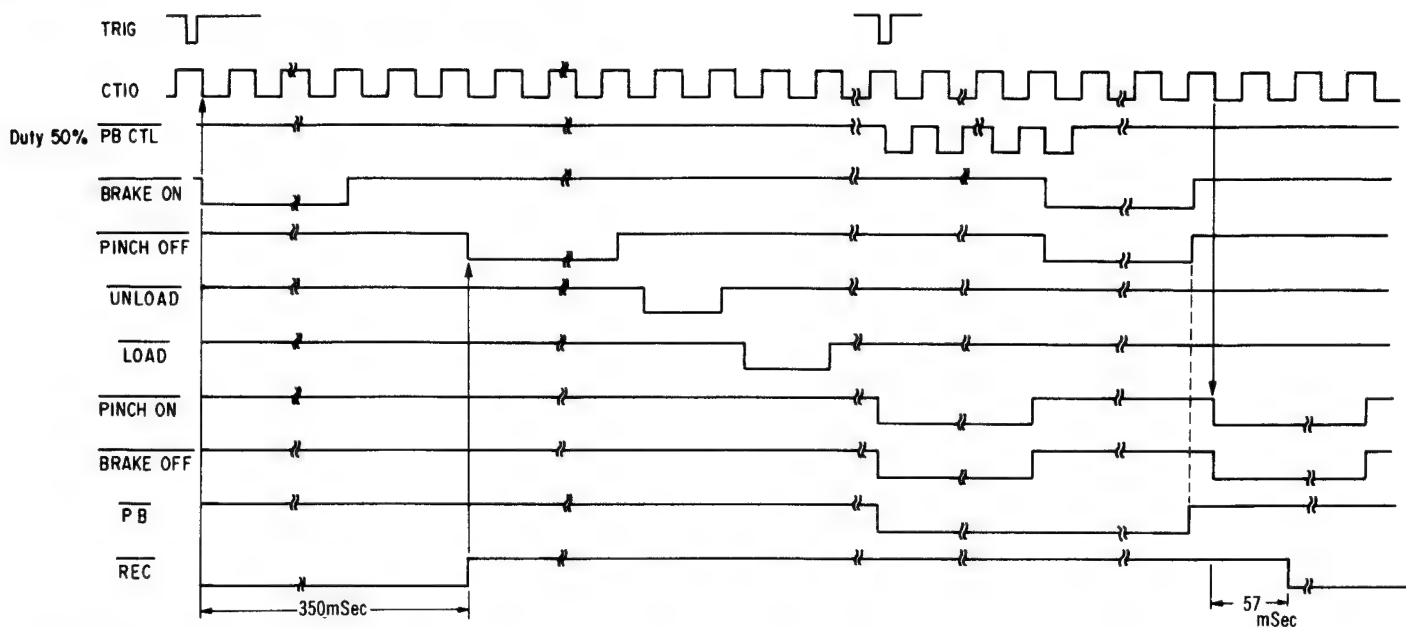 TRIG
CT10
Duty 50% PB CTL
BRAKE ON
PINCH OFF
UNLOAD
LOAD
PINCH ON
BRAKE OFF
PB
REC
350mSec
57
mSec